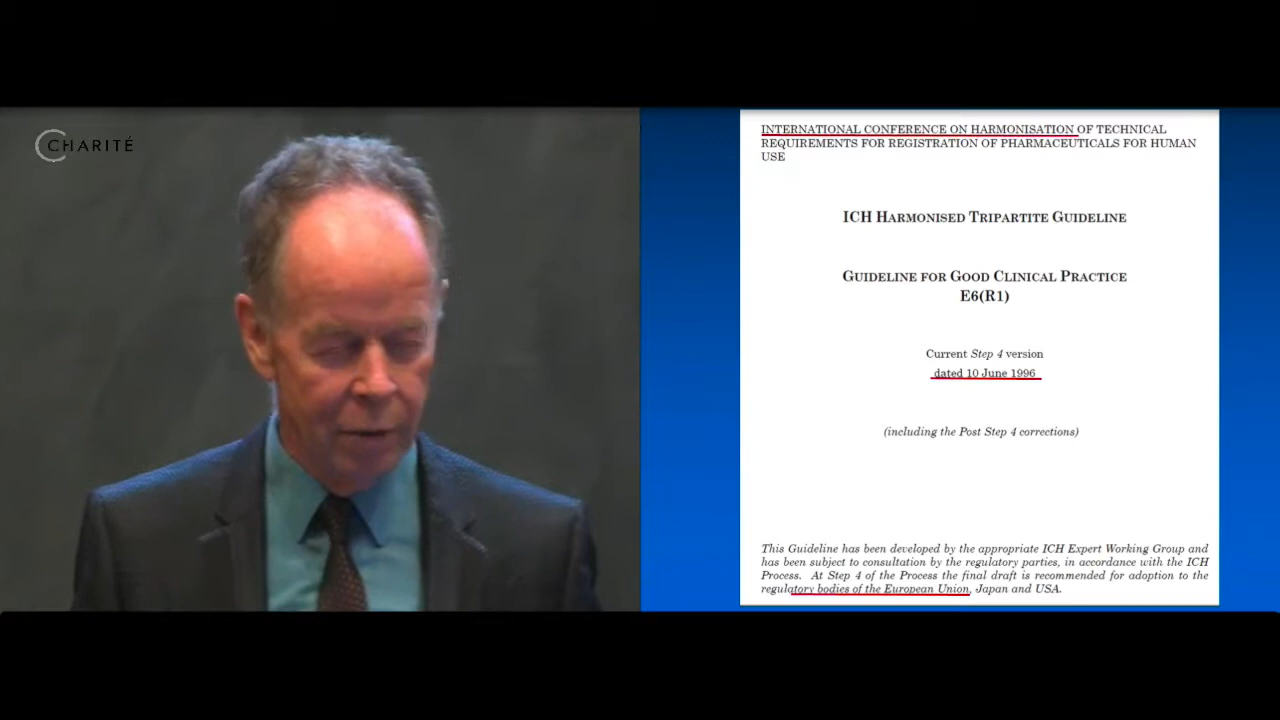 CHARITÉ
INTERNATIONAL CONFERENCE ON HARMONISATION OF TECHNICAL
REQUIREMENTS FOR REGISTRATION OF PHARMACEUTICALS FOR HUMAN
USE
ICH HARMONISED TRIPARTITE GUIDELINE
GUIDELINE FOR GOOD CLINICAL PRACTICE
E6(R1)
Current Step 4 version
dated 10 June 1996
(including the Post Step 4 corrections)
This Guideline has been developed by the appropriate ICH Expert Working Group and
has been subject to consultation by the regulatory parties, in accordance with the ICH
Process. At Step 4 of the Process the final draft is recommended for adoption to the
regulatory bodies of the European Union, Japan and USA.